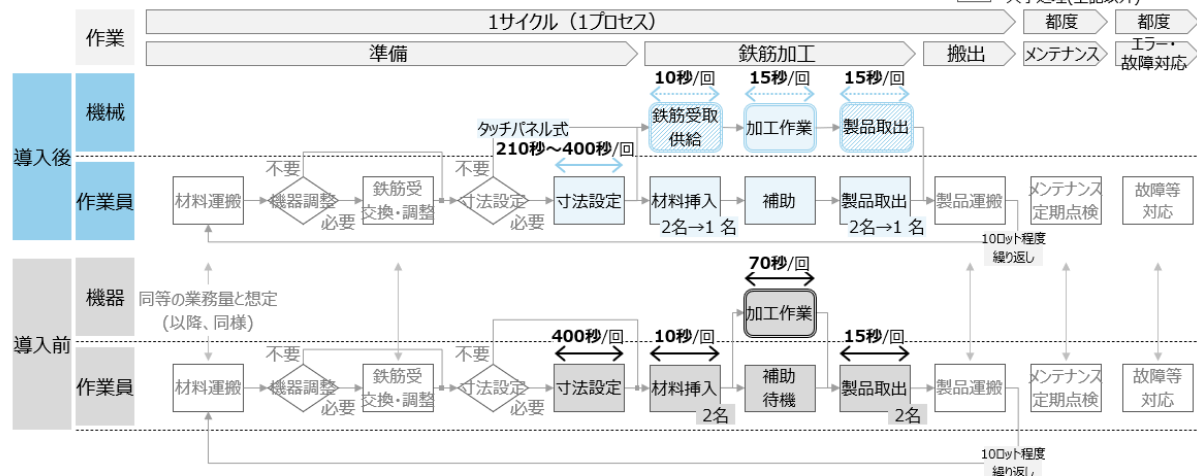 人手処理(上記以外)
作業
1サイクル（1プロセス）
都度
都度
準備
鉄筋加工
搬出
メンテナンス
エラー・
故障対応
導入後
機械
10秒/回
15秒/回
15秒/回
鉄筋受取
供給
加工作業
製品取出
タッチパネル式
210秒～400秒/回
作業員
不要
不要
材料運搬
機器調整
必要
鉄筋受
交換・調整
寸法設定
必要
寸法設定
材料挿入
2名→1 名
補助
製品取出
2名→1 名
製品運搬
メンテナンス
定期点検
故障等
対応
10ロット程度
繰り返し
導入前
機器
同等の業務量と想定
(以降、同様)
70秒/回
加工作業
作業員
不要
不要
400秒/回
10秒/回
15秒/回
材料運搬
機器調整
必要
鉄筋受
交換・調整
寸法設定
必要
寸法設定
材料挿入
2名
補助
待機
製品取出
2名
製品運搬
メンテナンス
定期点検
故障等
対応
10ロット程度
繰り返し